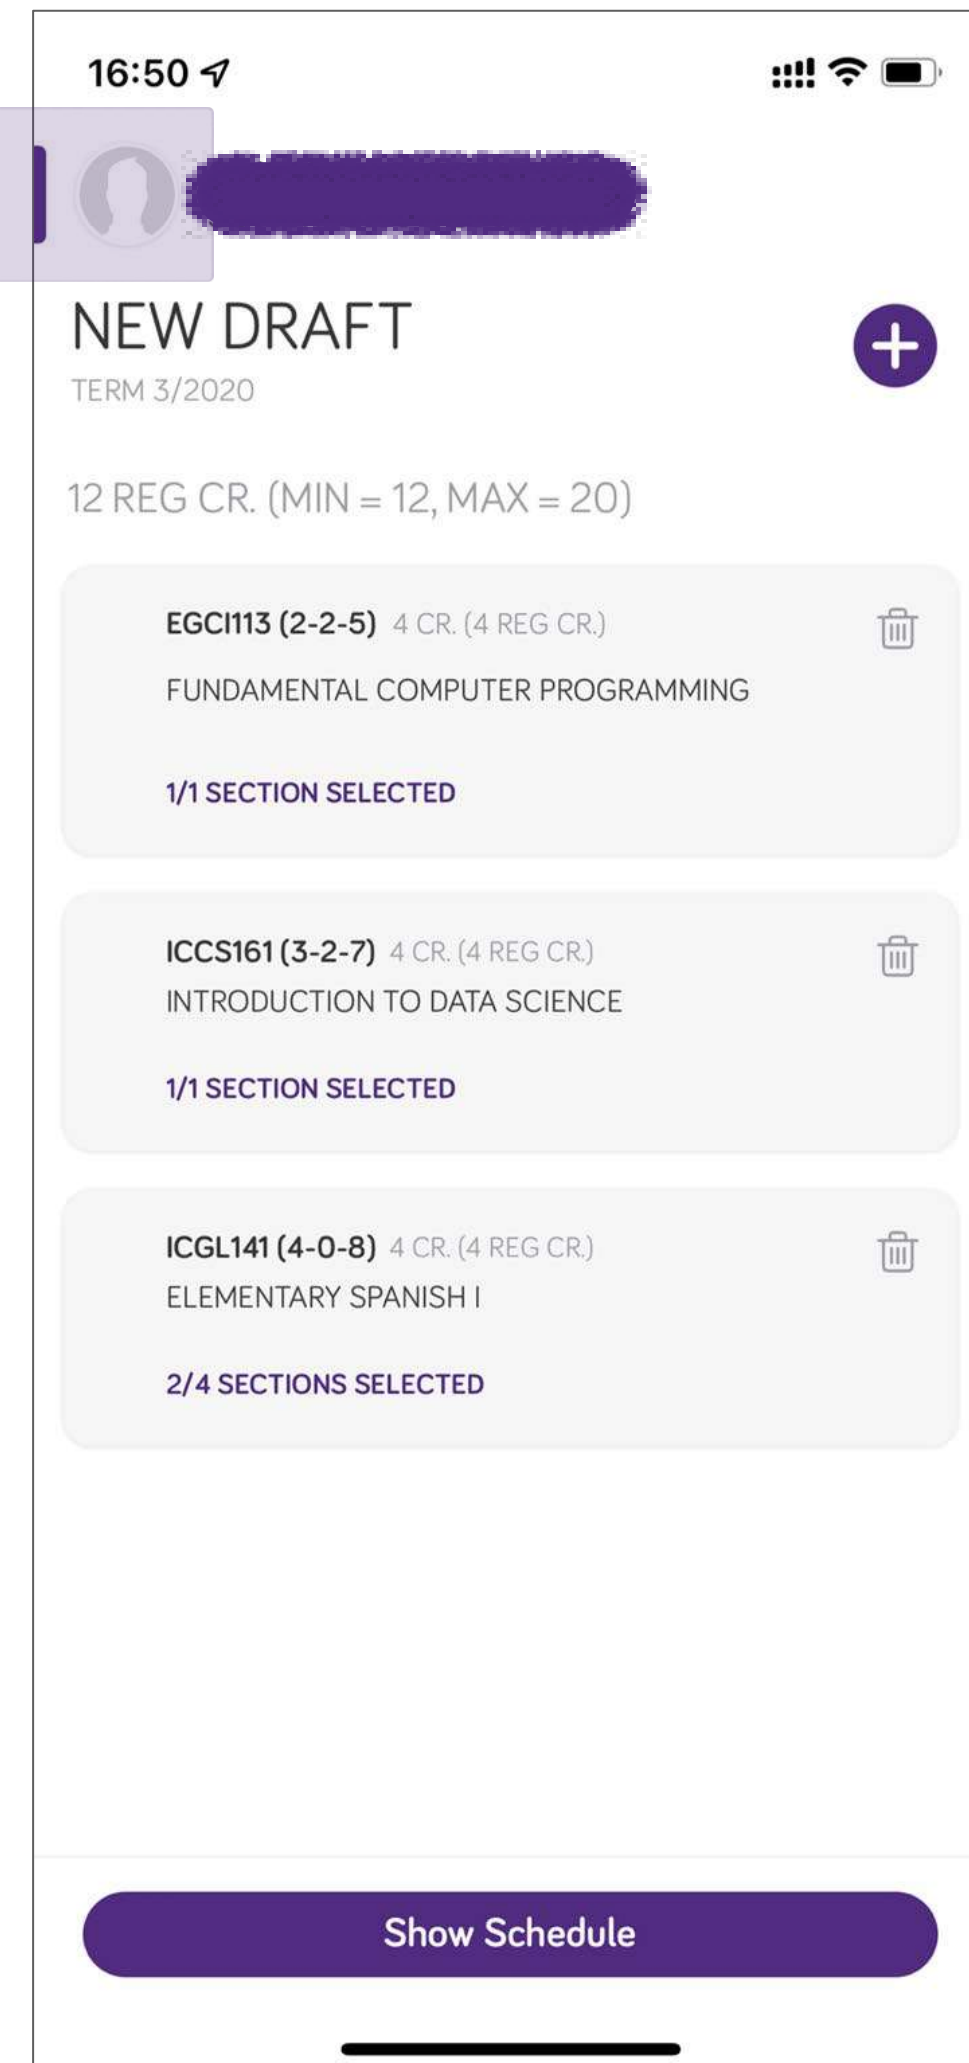 16:50
NEW DRAFT
TERM 3/2020
12 REG CR. (MIN = 12, MAX = 20)
EGCI113 (2-2-5) 4 CR. (4 REG CR.)
FUNDAMENTAL COMPUTER PROGRAMMING
1/1 SECTION SELECTED
ICCS161 (3-2-7) 4 CR. (4 REG CR.)
INTRODUCTION TO DATA SCIENCE
1/1 SECTION SELECTED
ICGL141 (4-0-8) 4 CR. (4 REG CR.)
ELEMENTARY SPANISH I
2/4 SECTIONS SELECTED
Show Schedule